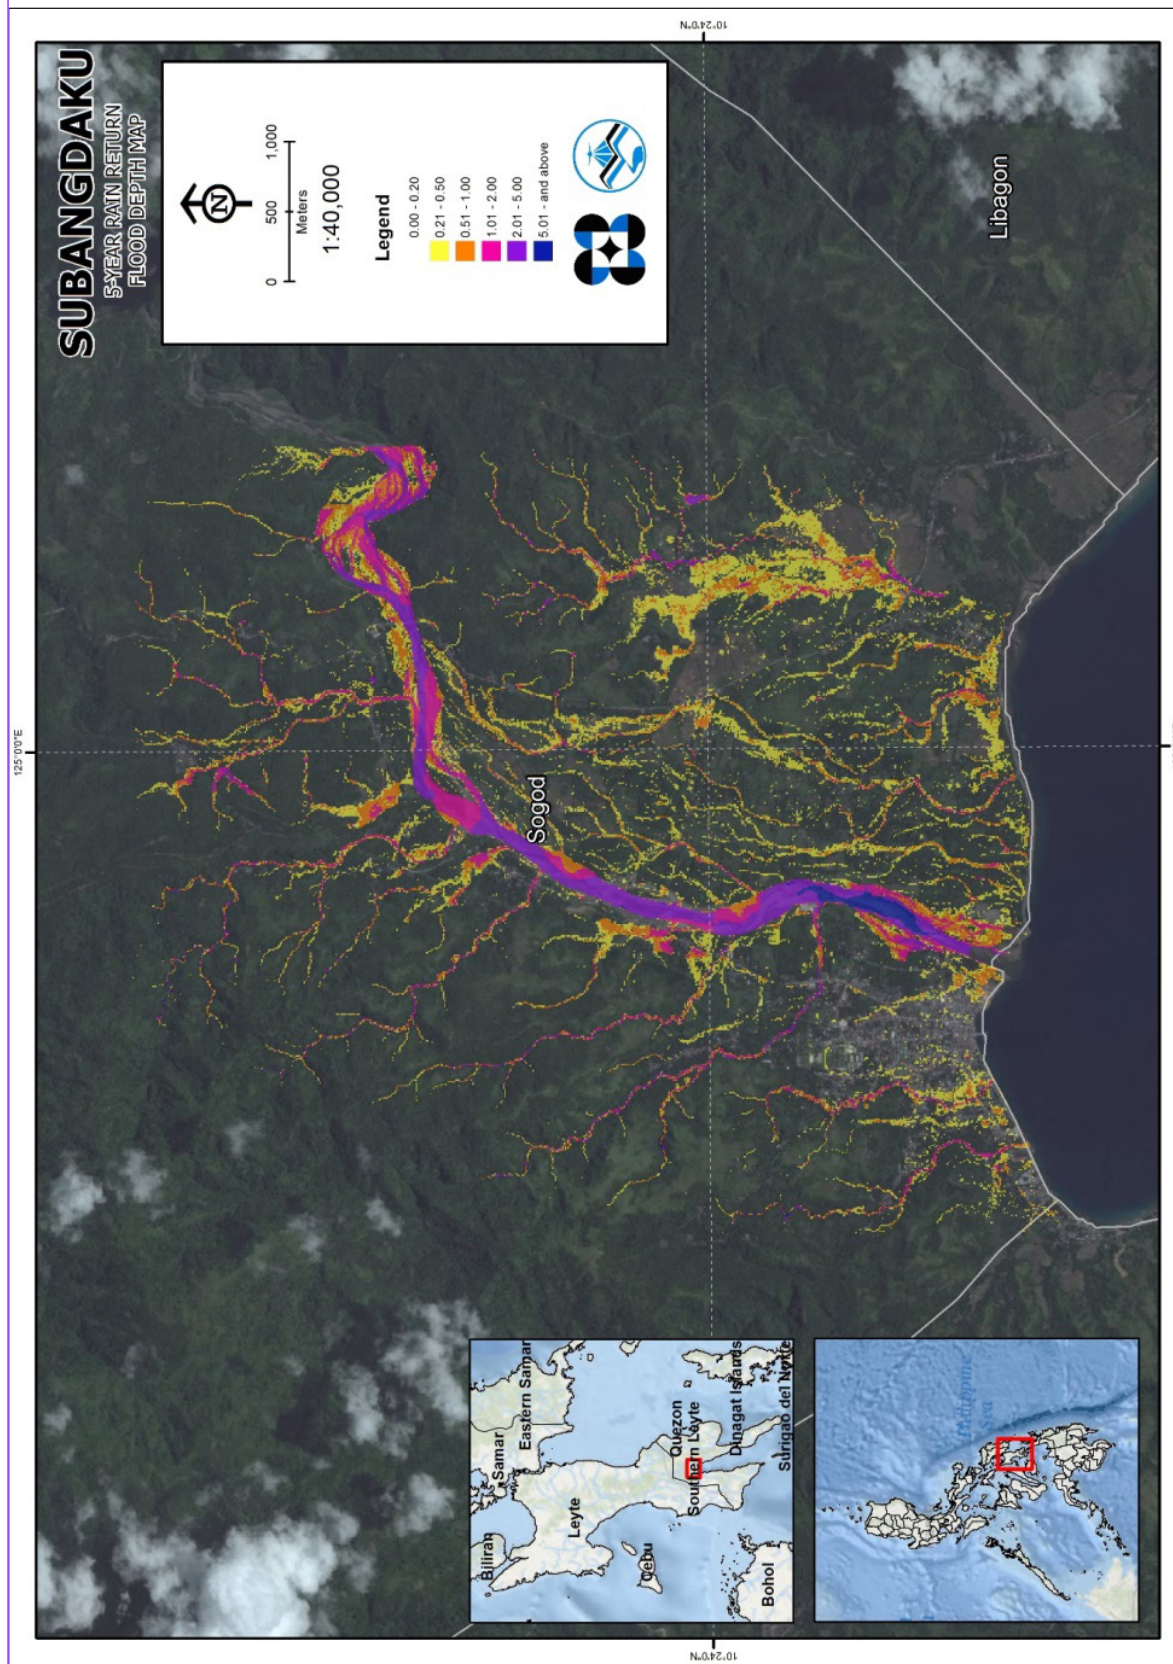 SUBANGDAKU
5-YEAR RAIN RETURN
FLOOD DEPTH MAP
N
0 500 1,000
Meters
1:40,000
Legend
0.00 - 0.20
0.21 - 0.50
0.51 - 1.00
1.01 - 2.00
2.01 - 5.00
5.01 - and above
125°0'0"E
10°24'0"N
10°24'0"N
Sogod
Libagon
Biliran
Samar
Eastern Samar
Leyte
Cebu
Quezon
Southern Leyte
Bohol
Dinagat Islands
Surigao del Norte
Philippine
Sea